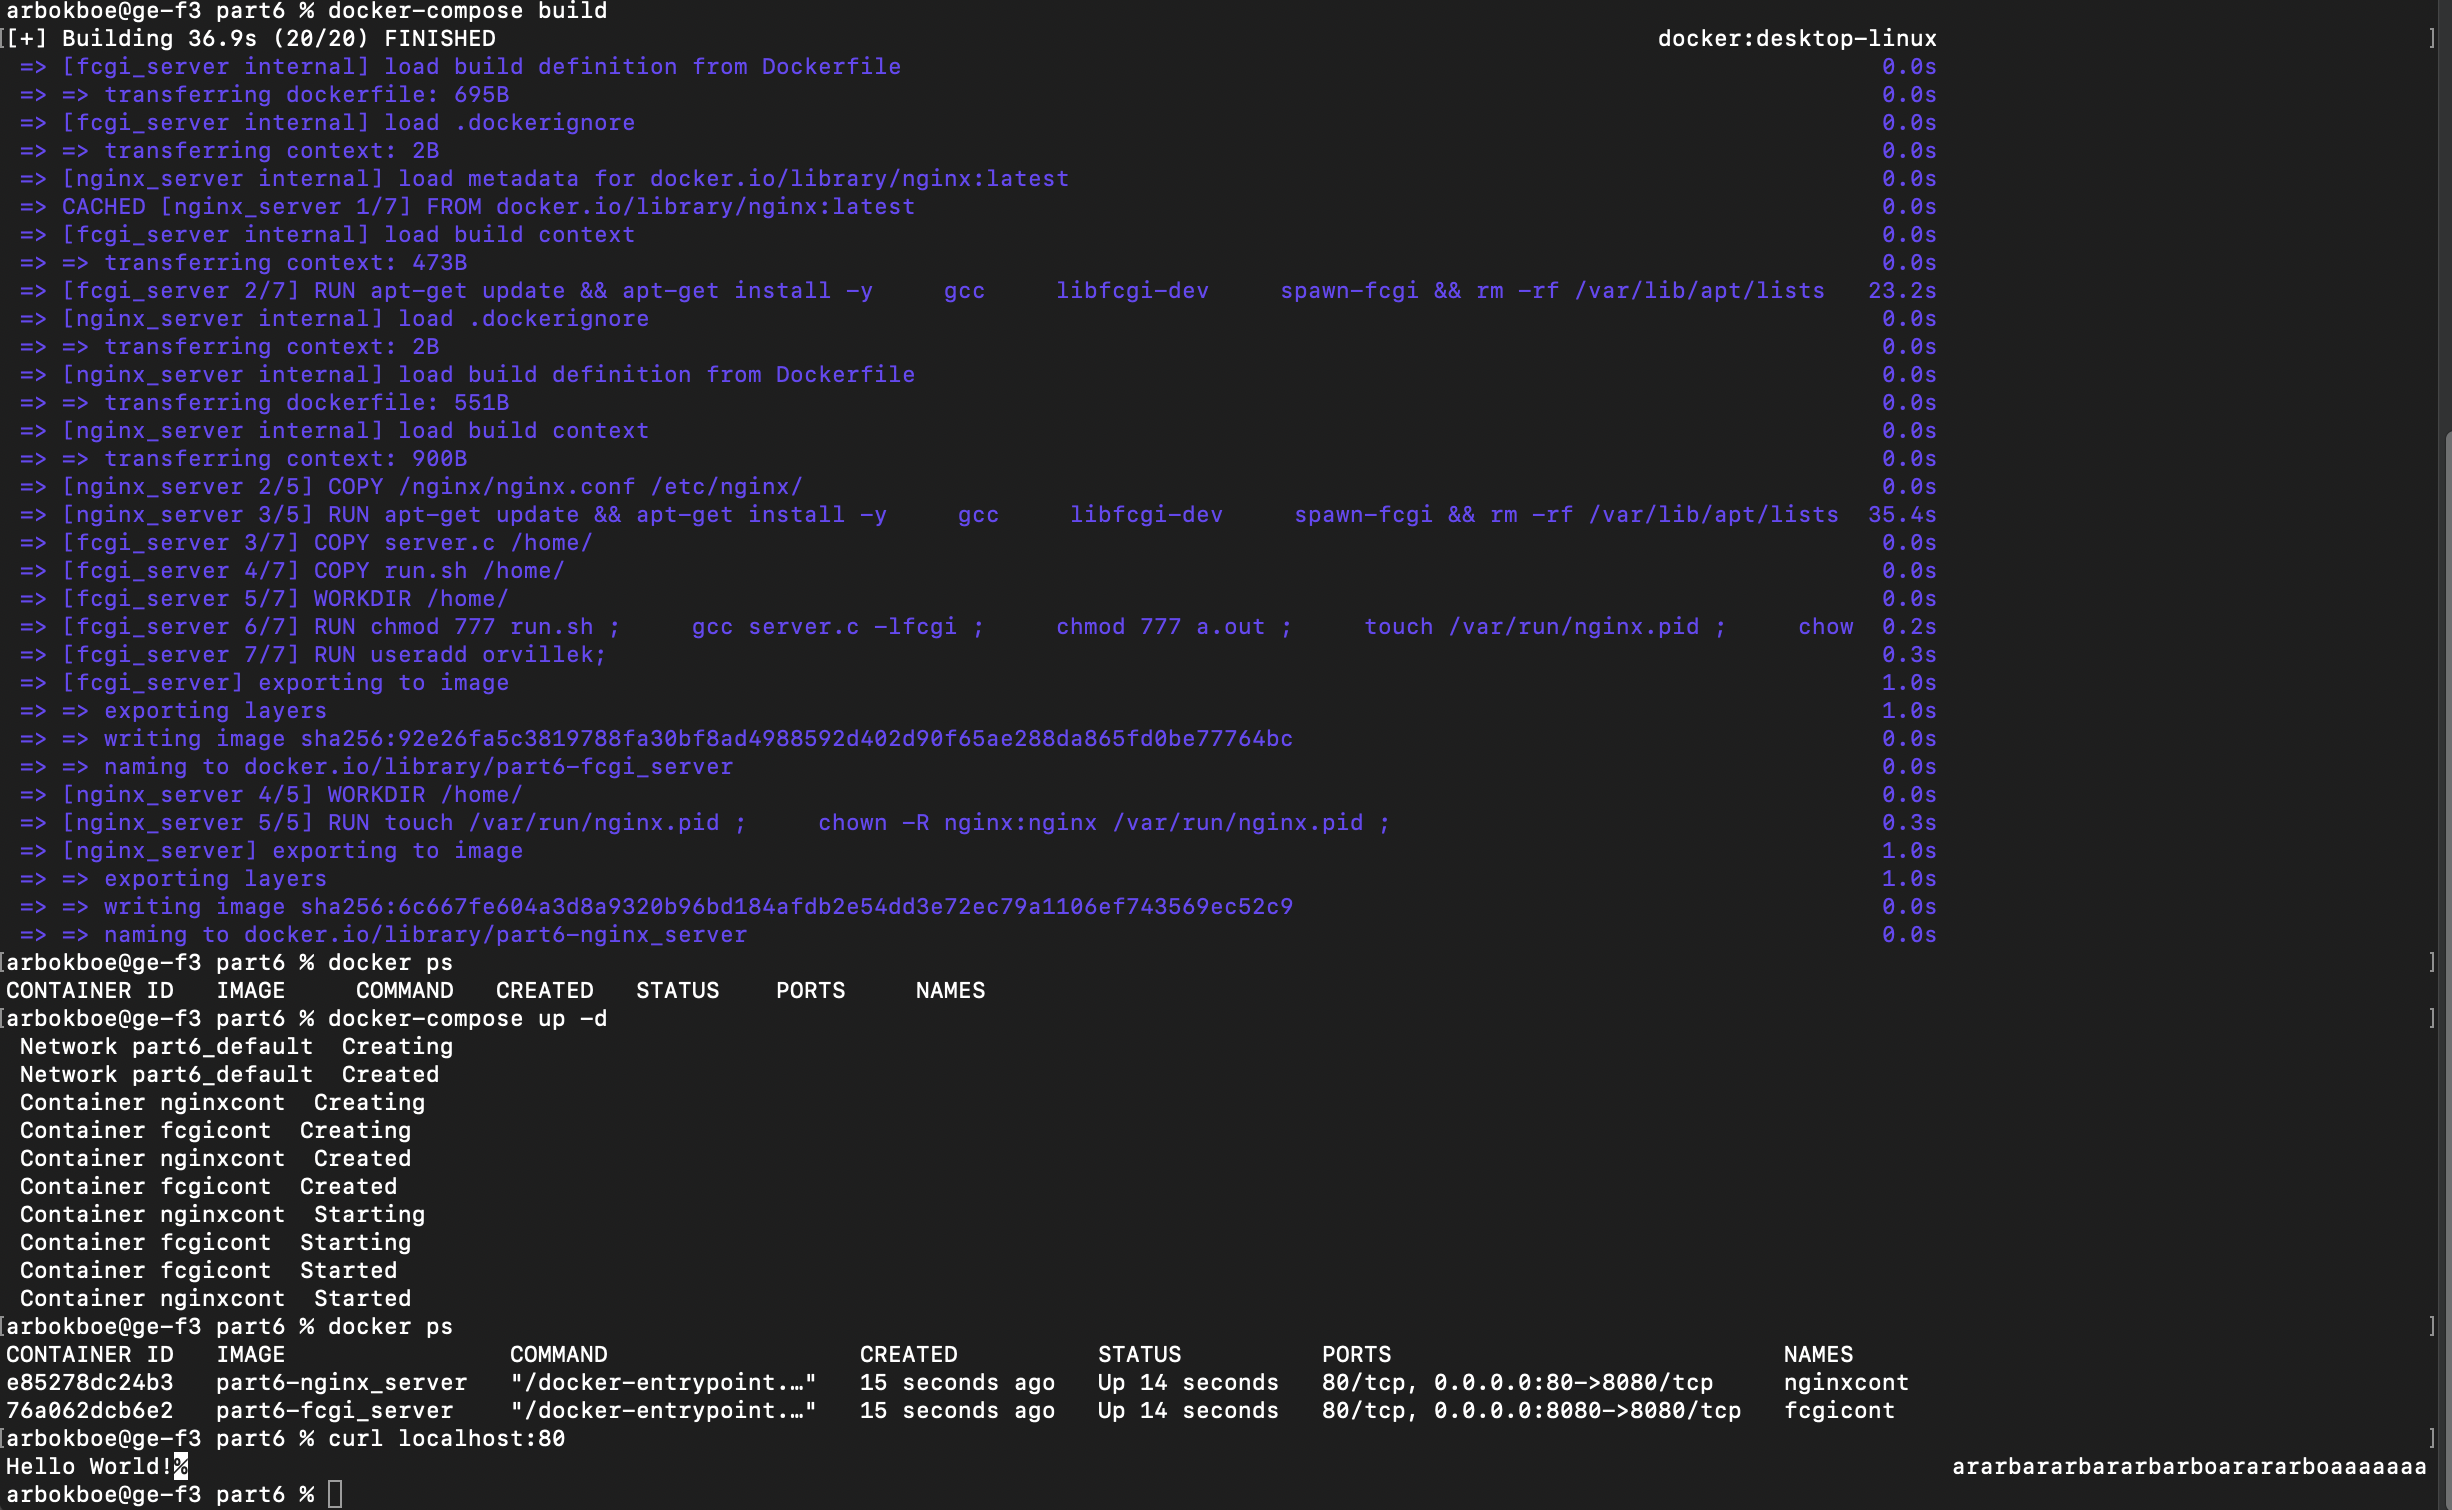 arbokboe@ge-f3 part6 % docker-compose build
[[+] Building 36.9s (20/20) FINISHED docker:desktop-linux ]
=> [fcgi_server internal] load build definition from Dockerfile 0.0s
=> => transferring dockerfile: 695B 0.0s
=> [fcgi_server internal] load .dockerignore 0.0s
=> => transferring context: 2B 0.0s
=> [nginx_server internal] load metadata for docker.io/library/nginx:latest 0.0s
=> CACHED [nginx_server 1/7] FROM docker.io/library/nginx:latest 0.0s
=> [fcgi_server internal] load build context 0.0s
=> => transferring context: 473B 0.0s
=> [fcgi_server 2/7] RUN apt-get update && apt-get install -y gcc libfcgi-dev spawn-fcgi && rm -rf /var/lib/apt/lists 23.2s
=> [nginx_server internal] load .dockerignore 0.0s
=> => transferring context: 2B 0.0s
=> [nginx_server internal] load build definition from Dockerfile 0.0s
=> => transferring dockerfile: 551B 0.0s
=> [nginx_server internal] load build context 0.0s
=> => transferring context: 900B 0.0s
=> [nginx_server 2/5] COPY /nginx/nginx.conf /etc/nginx/ 0.0s
=> [nginx_server 3/5] RUN apt-get update && apt-get install -y gcc libfcgi-dev spawn-fcgi && rm -rf /var/lib/apt/lists 35.4s
=> [fcgi_server 3/7] COPY server.c /home/ 0.0s
=> [fcgi_server 4/7] COPY run.sh /home/ 0.0s
=> [fcgi_server 5/7] WORKDIR /home/ 0.0s
=> [fcgi_server 6/7] RUN chmod 777 run.sh ; gcc server.c -lfcgi ; chmod 777 a.out ; touch /var/run/nginx.pid ; chow 0.2s
=> [fcgi_server 7/7] RUN useradd orvillek; 0.3s
=> [fcgi_server] exporting to image 1.0s
=> => exporting layers 1.0s
=> => writing image sha256:92e26fa5c3819788fa30bf8ad4988592d402d90f65ae288da865fd0be77764bc 0.0s
=> => naming to docker.io/library/part6-fcgi_server 0.0s
=> [nginx_server 4/5] WORKDIR /home/ 0.0s
=> [nginx_server 5/5] RUN touch /var/run/nginx.pid ; chown -R nginx:nginx /var/run/nginx.pid ; 0.3s
=> [nginx_server] exporting to image 1.0s
=> => exporting layers 1.0s
=> => writing image sha256:6c667fe604a3d8a9320b96bd184afdb2e54dd3e72ec79a1106ef743569ec52c9 0.0s
=> => naming to docker.io/library/part6-nginx_server 0.0s
[arbokboe@ge-f3 part6 % docker ps ]
CONTAINER ID IMAGE COMMAND CREATED STATUS PORTS NAMES
[arbokboe@ge-f3 part6 % docker-compose up -d ]
Network part6_default Creating
Network part6_default Created
Container nginxcont Creating
Container fcgicont Creating
Container nginxcont Created
Container fcgicont Created
Container nginxcont Starting
Container fcgicont Starting
Container fcgicont Started
Container nginxcont Started
[arbokboe@ge-f3 part6 % docker ps ]
CONTAINER ID IMAGE COMMAND CREATED STATUS PORTS NAMES
e85278dc24b3 part6-nginx_server "/docker-entrypoint.…" 15 seconds ago Up 14 seconds 80/tcp, 0.0.0.0:80->8080/tcp nginxcont
76a062dcb6e2 part6-fcgi_server "/docker-entrypoint.…" 15 seconds ago Up 14 seconds 80/tcp, 0.0.0.0:8080->8080/tcp fcgicont
[arbokboe@ge-f3 part6 % curl localhost:80 ]
Hello World!% ararbararbararbarboarararboaaaaaaa
arbokboe@ge-f3 part6 %